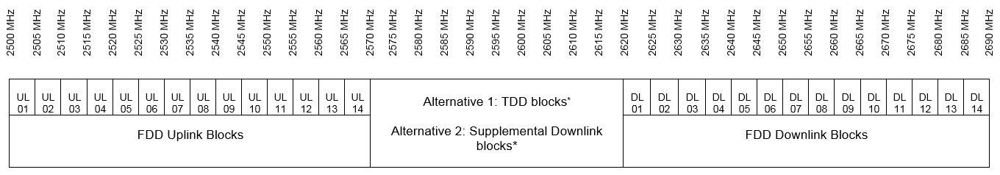 2500 MHz
2505 MHz
2510 MHz
2515 MHz
2520 MHz
2525 MHz
2530 MHz
2535 MHz
2540 MHz
2545 MHz
2550 MHz
2555 MHz
2560 MHz
2565 MHz
2570 MHz
2575 MHz
2580 MHz
2585 MHz
2590 MHz
2595 MHz
2600 MHz
2605 MHz
2610 MHz
2615 MHz
2620 MHz
2625 MHz
2630 MHz
2635 MHz
2640 MHz
2645 MHz
2650 MHz
2655 MHz
2660 MHz
2665 MHz
2670 MHz
2675 MHz
2680 MHz
2685 MHz
2690 MHz
UL
01
UL
02
UL
03
UL
04
UL
05
UL
06
UL
07
UL
08
UL
09
UL
10
UL
11
UL
12
UL
13
UL
14
FDD Uplink Blocks
Alternative 1: TDD blocks*
Alternative 2: Supplemental Downlink
blocks*
DL
01
DL
02
DL
03
DL
04
DL
05
DL
06
DL
07
DL
08
DL
09
DL
10
DL
11
DL
12
DL
13
DL
14
FDD Downlink Blocks